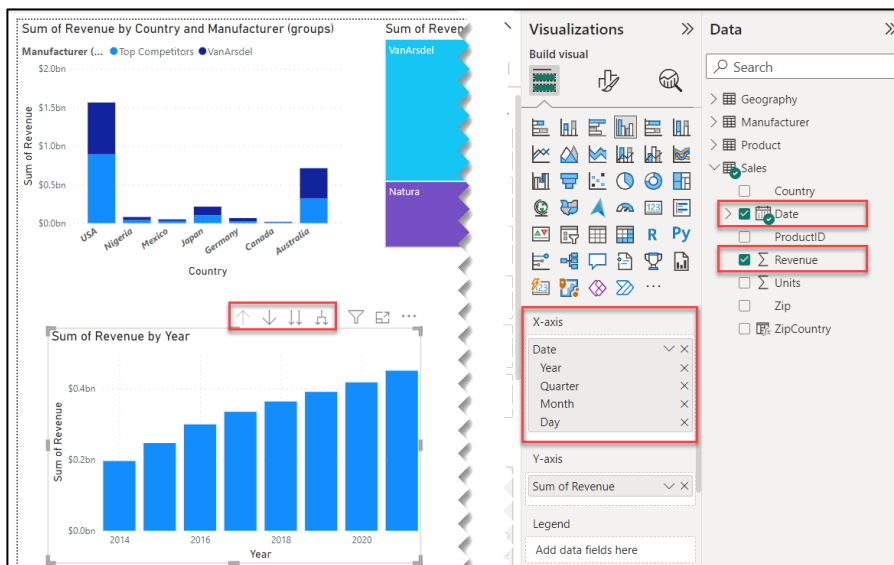 Sum of Revenue by Country and Manufacturer (groups)
Manufacturer (... Top Competitors VanArsdel
$2.0bn
$1.5bn
$1.0bn
$0.5bn
$0.0bn
Sum of Revenue
USA
Nigeria
Mexico
Japan
Germany
Canada
Australia
Country
Sum of Reven
VanArsdel
Natura
Sum of Revenue by Year
$0.4bn
$0.2bn
$0.0bn
Sum of Revenue
2014
2016
2018
2020
Year
Visualizations
Build visual
123
R
Py
123
X-axis
Date
Year
Quarter
Month
Day
Y-axis
Sum of Revenue
Legend
Add data fields here
Data
Search
Geography
Manufacturer
Product
Sales
Country
Date
ProductID
Revenue
Units
Zip
ZipCountry